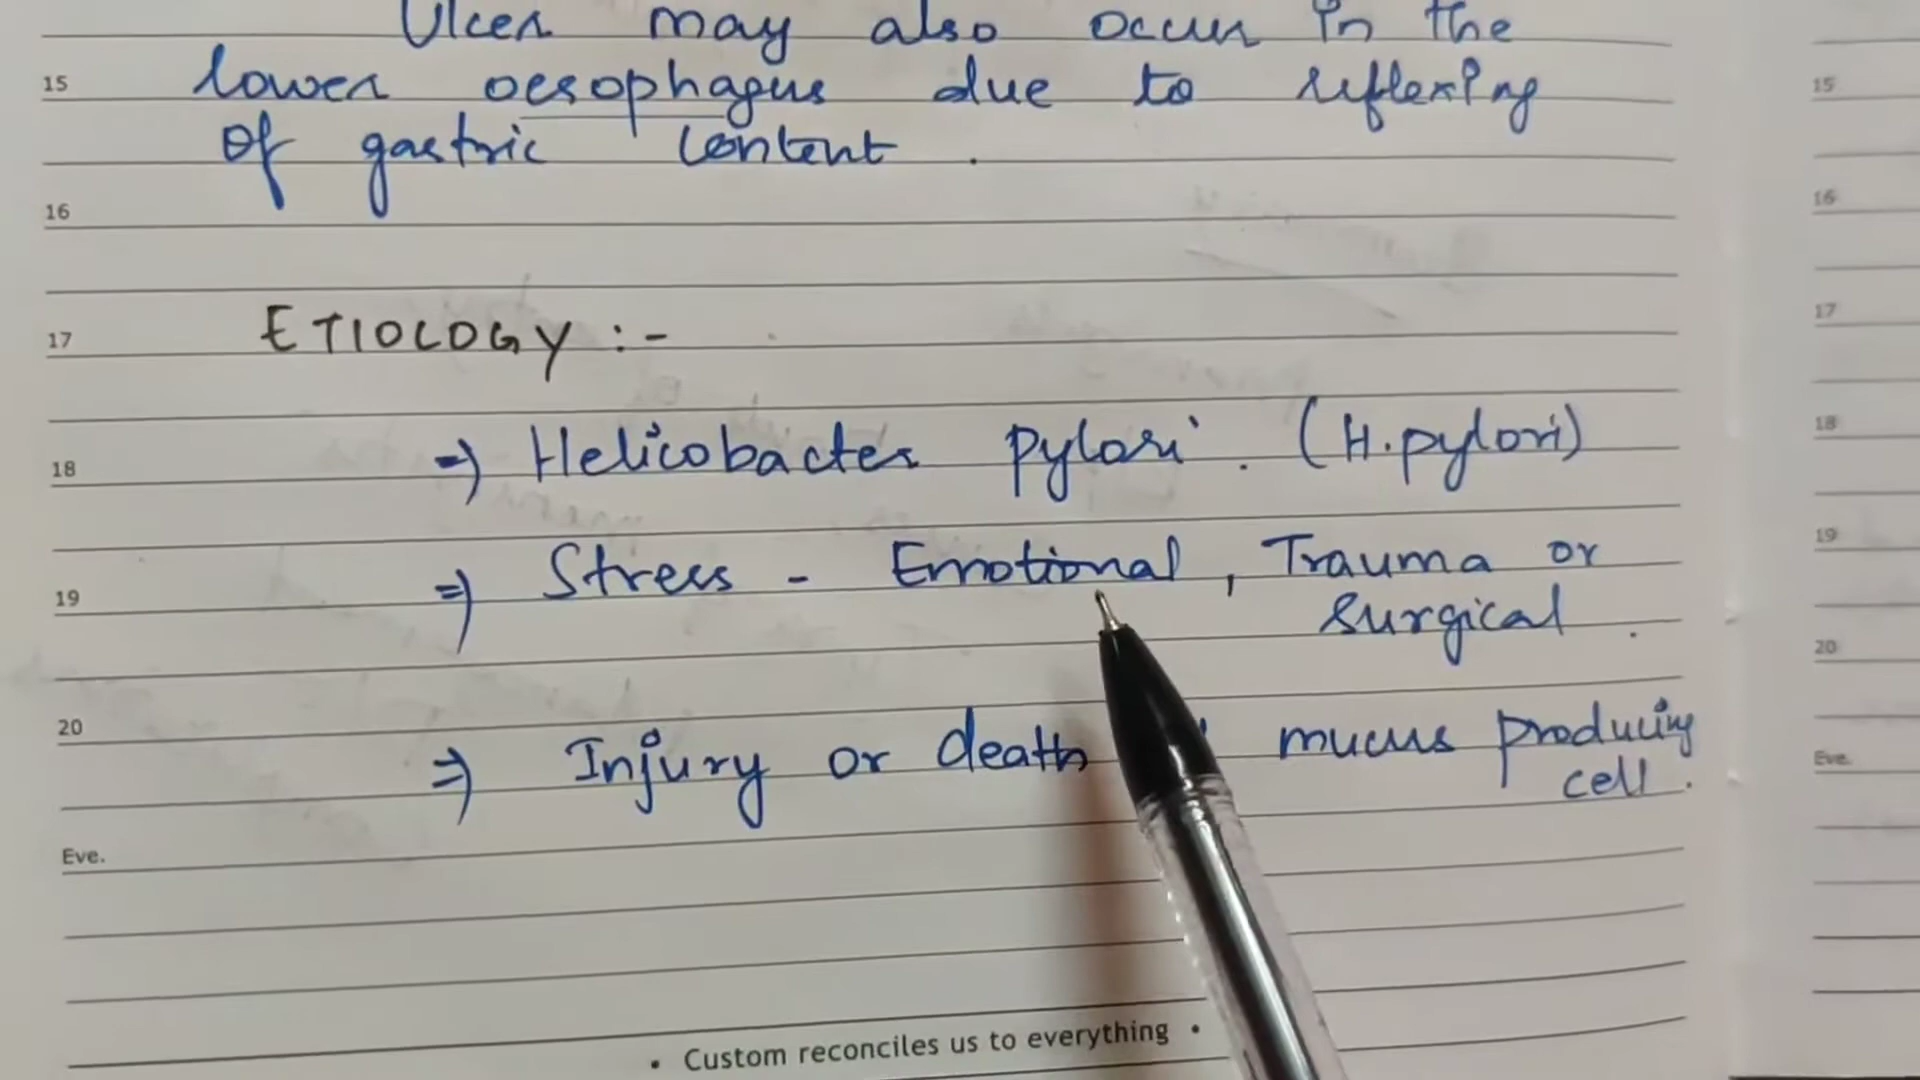 Ulcer may also occur in the
15 lower oesophagus due to reflexing
of gastric content .
16
17 ETIOLOGY :-
18 => Helicobacter pylori . (H.pylori)
19 => Stress - Emotional , Trauma or
surgical .
20 => Injury or death mucus producing
cell .
Eve.
• Custom reconciles us to everything •
15
16
17
18
19
20
Eve.